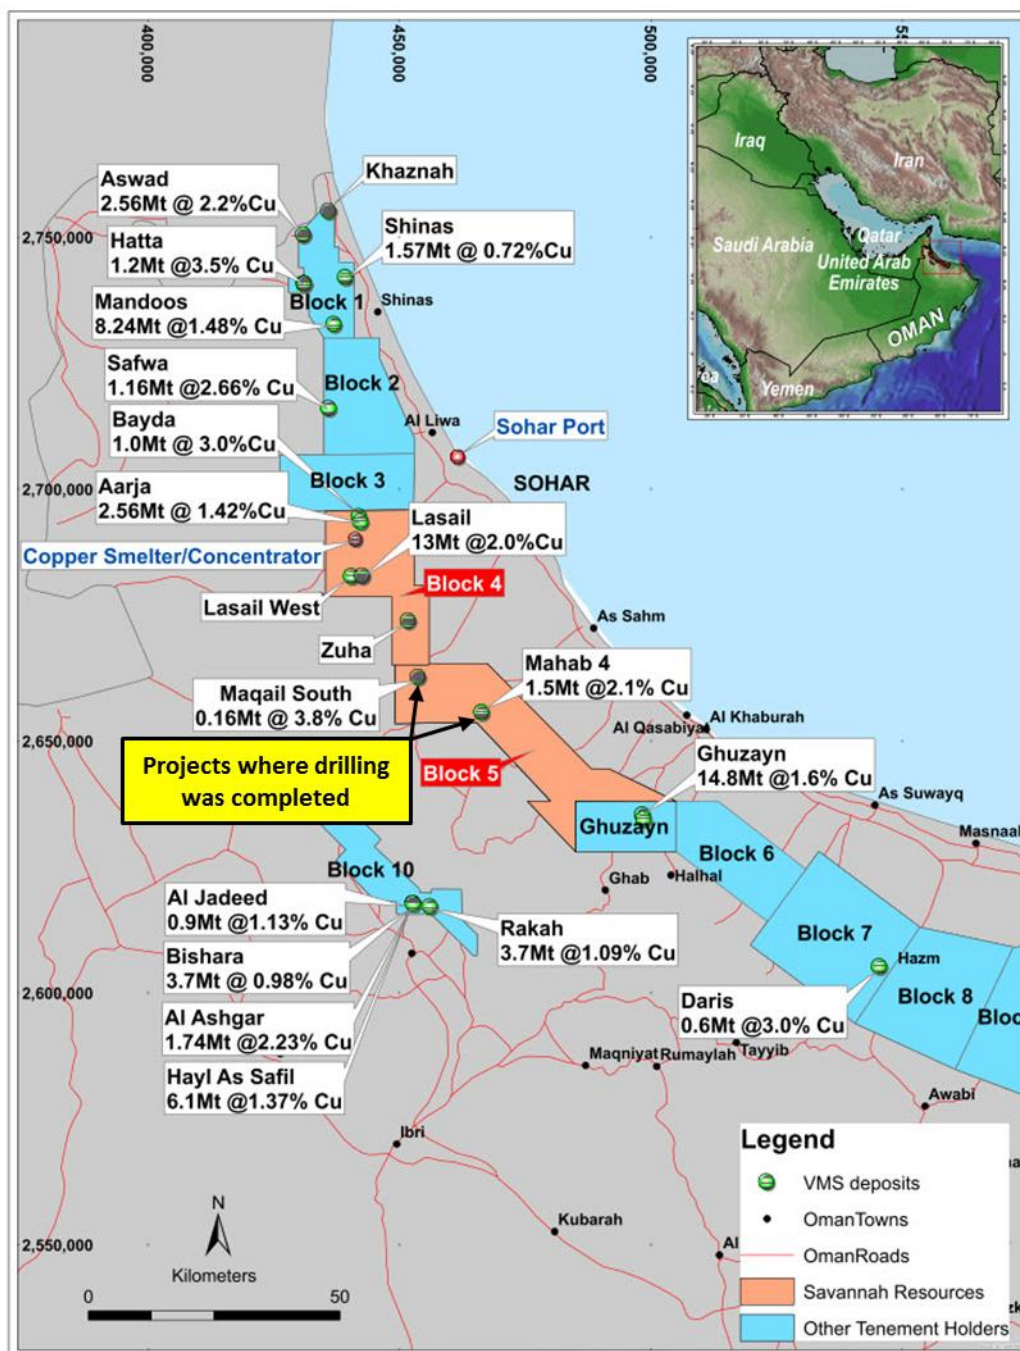 400,000
450,000
500,000
Aswad
2.56Mt @ 2.2%Cu
Khaznah
Hatta
1.2Mt @3.5% Cu
Shinas
1.57Mt @ 0.72%Cu
2,750,000
Mandoos
8.24Mt @1.48% Cu
Block 1
Shinas
Safwa
1.16Mt @2.66% Cu
Block 2
Bayda
1.0Mt @ 3.0%Cu
Al Liwa
Sohar Port
Aarja
2.56Mt @ 1.42%Cu
Block 3
SOHAR
2,700,000
Lasail
13Mt @2.0%Cu
Copper Smelter/Concentrator
Block 4
Lasail West
As Sahm
Zuha
Mahab 4
1.5Mt @2.1% Cu
Maqail South
0.16Mt @ 3.8% Cu
Al Khaburah
Al Qasabiyat
2,650,000
Projects where drilling
was completed
Block 5
Ghuzayn
14.8Mt @1.6% Cu
As Suwayq
Masnaa
Ghuzayn
Block 6
Block 10
Ghab
Halhal
Al Jadeed
0.9Mt @1.13% Cu
Rakah
3.7Mt @1.09% Cu
Block 7
Hazm
Bishara
3.7Mt @ 0.98% Cu
2,600,000
Daris
0.6Mt @3.0% Cu
Block 8
Bloc
Al Ashgar
1.74Mt @2.23% Cu
Maqniyat
Rumaylah
Tayyib
Hayl As Safil
6.1Mt @1.37% Cu
Awabi
Ibri
Kubarah
Al
2,550,000
N
Kilometers
0
50
Iraq
Iran
Saudi Arabia
Qatar
United Arab
Emirates
OMAN
Yemen
Legend
VMS deposits
OmanTowns
OmanRoads
Savannah Resources
Other Tenement Holders